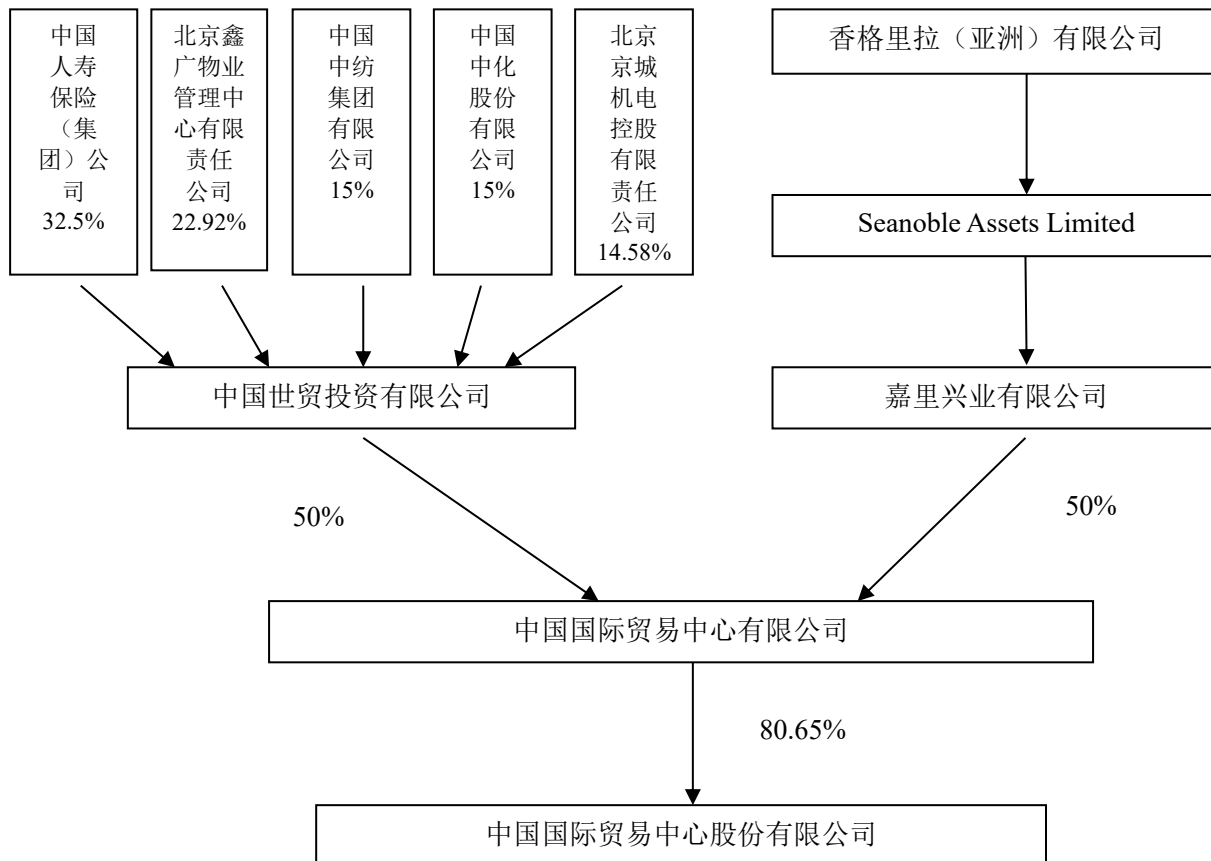 中国
人寿
保险
（集
团）公
司
32.5%
北京鑫
广物业
管理中
心有限
责任
公司
22.92%
中国
中纺
集团
有限
公司
15%
中国
中化
股份
有限
公司
15%
北京
京城
机电
控股
有限
责任
公司
14.58%
香格里拉（亚洲）有限公司
Seanoble Assets Limited
中国世贸投资有限公司
嘉里兴业有限公司
50%
50%
中国国际贸易中心有限公司
80.65%
中国国际贸易中心股份有限公司